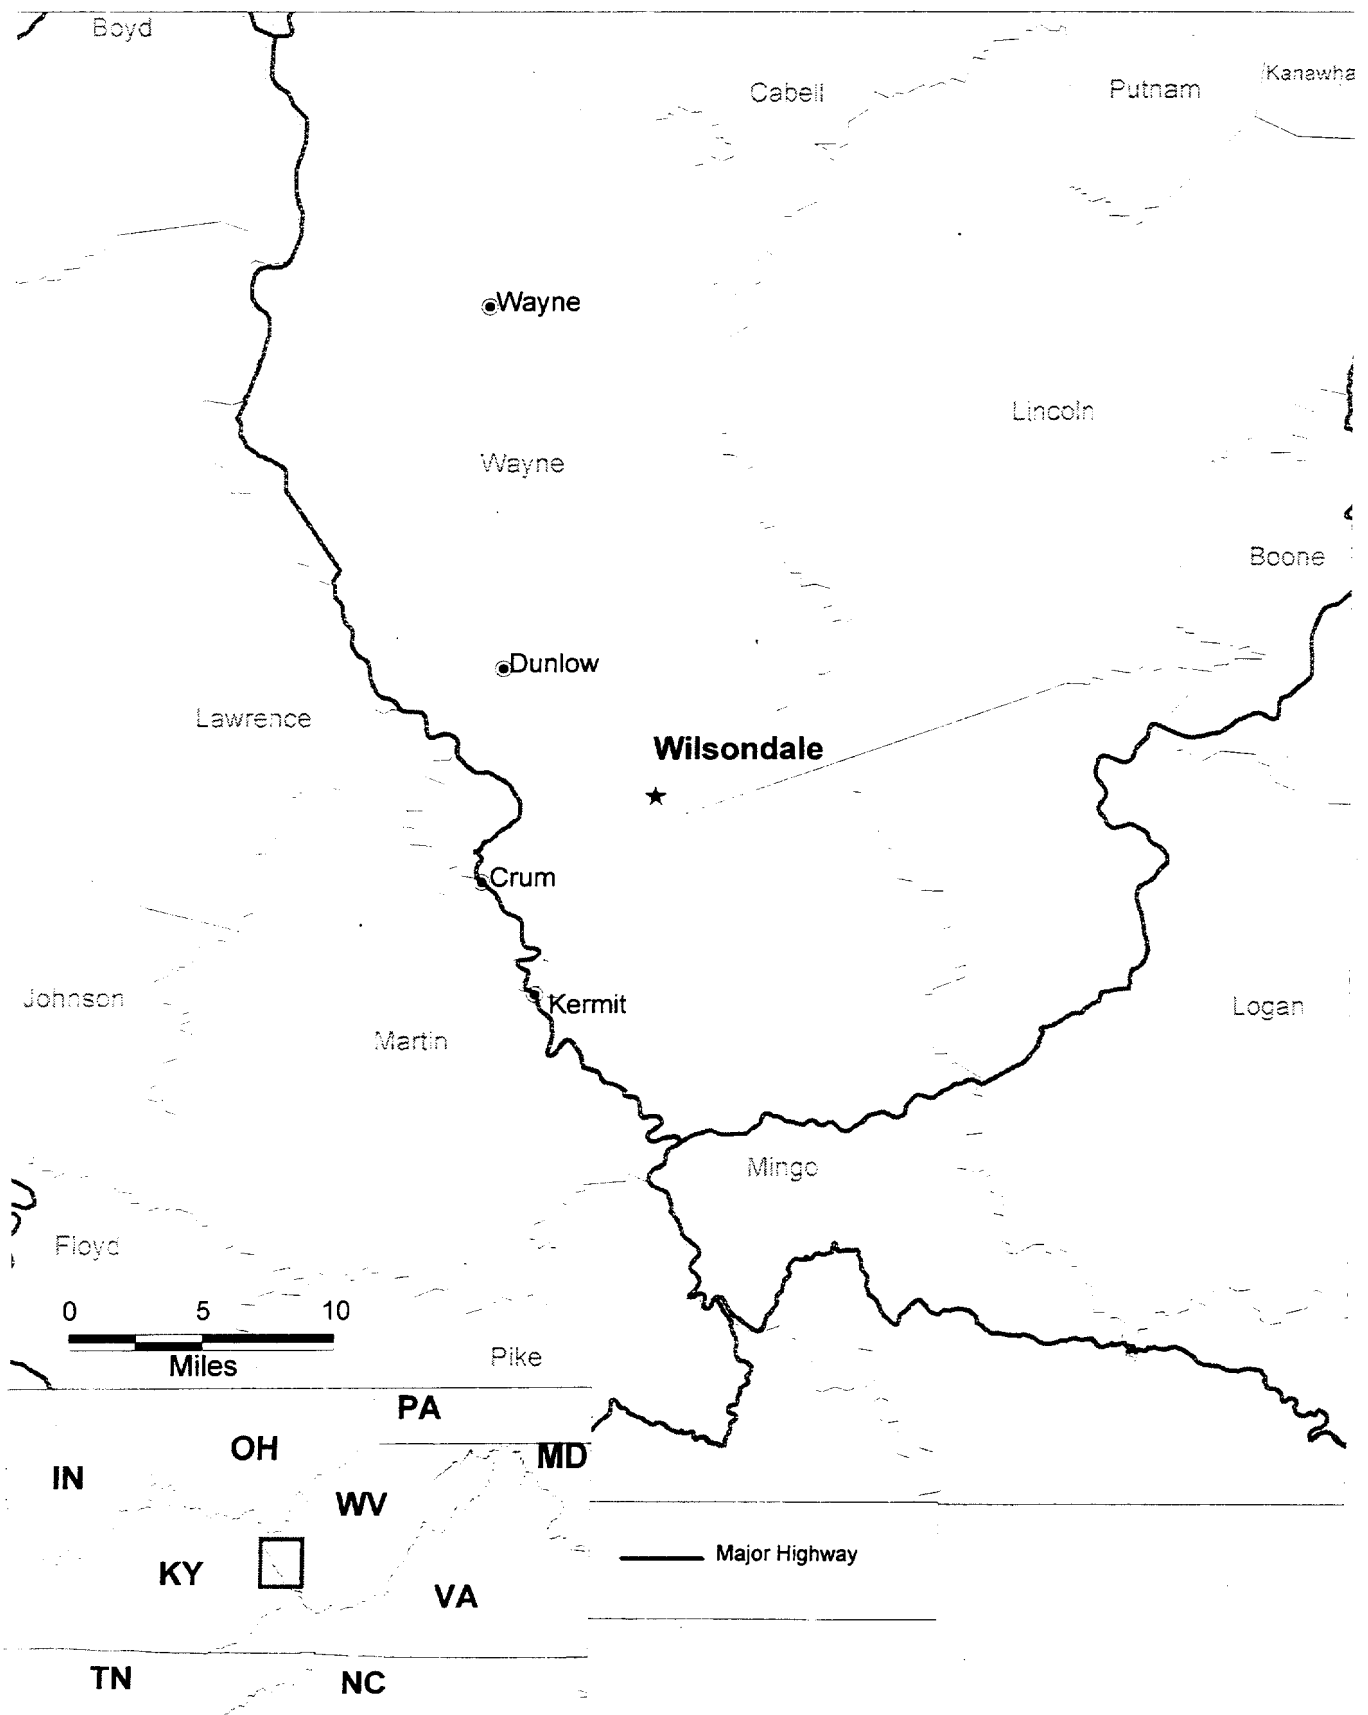 Boyd
Cabell
Putnam
Kanawha
Wayne
Lincoln
Wayne
Boone
Dunlow
Lawrence
Wilsondale
Crum
Johnson
Kermit
Logan
Martin
Mingo
Floyd
0 5 10
Miles
Pike
PA
OH
MD
IN
WV
Major Highway
KY
VA
TN
NC